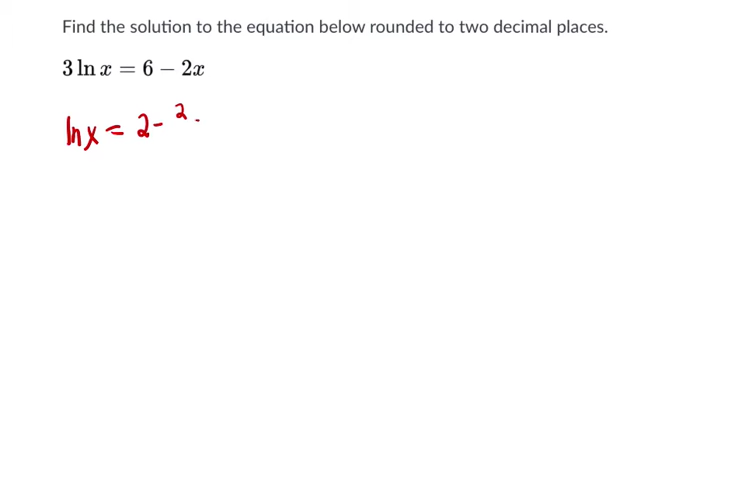 Find the solution to the equation below rounded to two decimal places.
3 ln x = 6 − 2x
ln x = 2 - 2